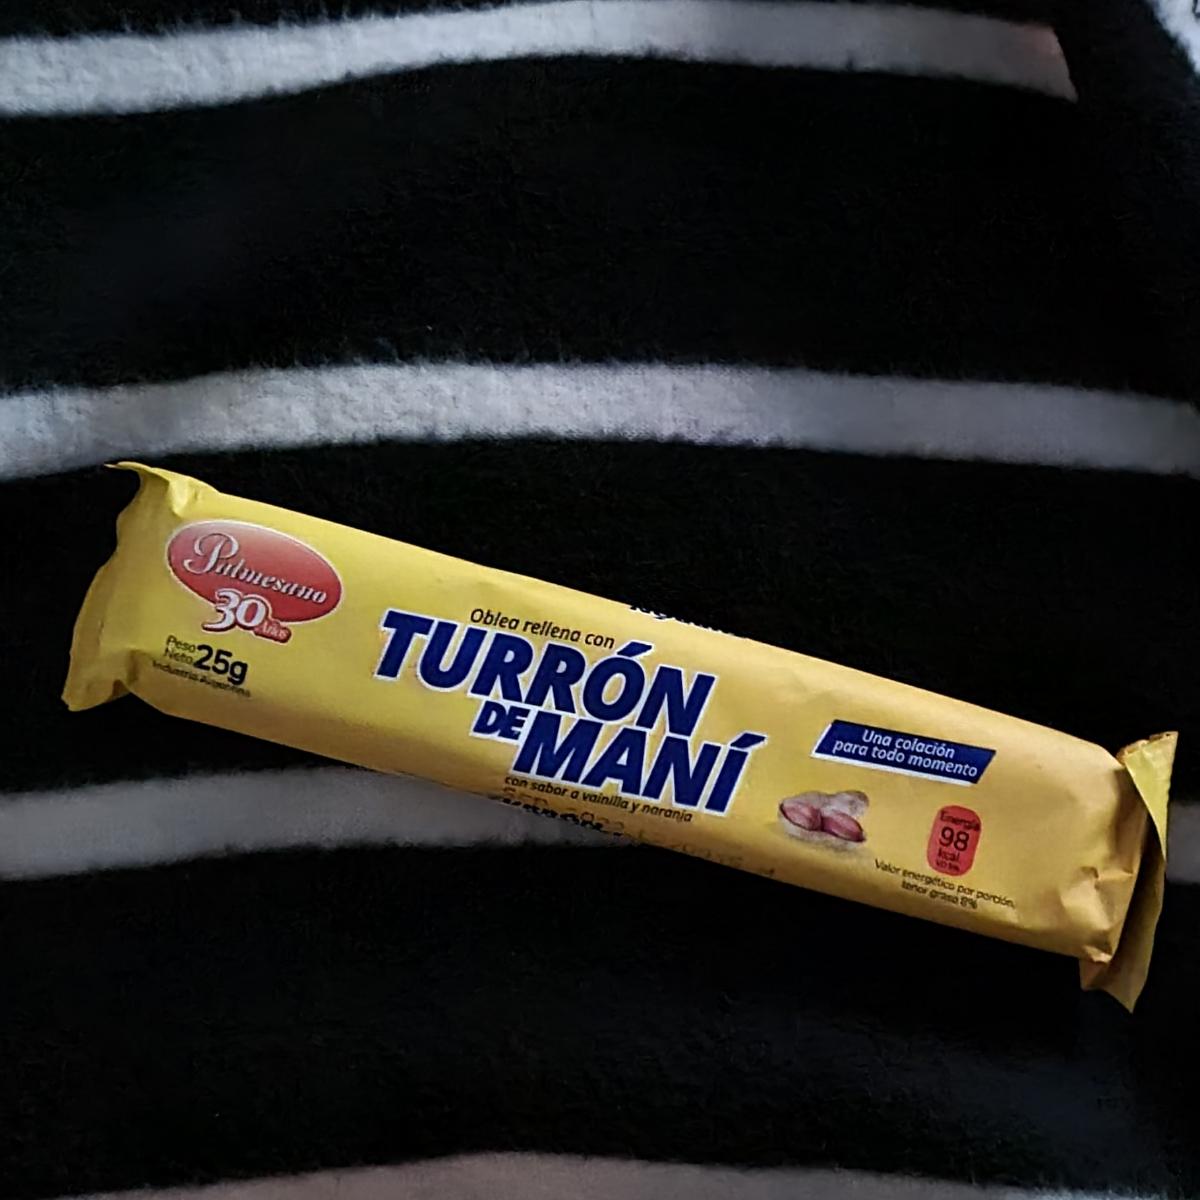 Palmesano
30
Años
Peso
Neto 25g
Industria Argentina
Oblea rellena con
TURRÓN
DE MANÍ
con sabor a vainilla y naranja
Una colación
para todo momento
Energía
98
kcal
Valor energético por porción,
tenor graso 8%